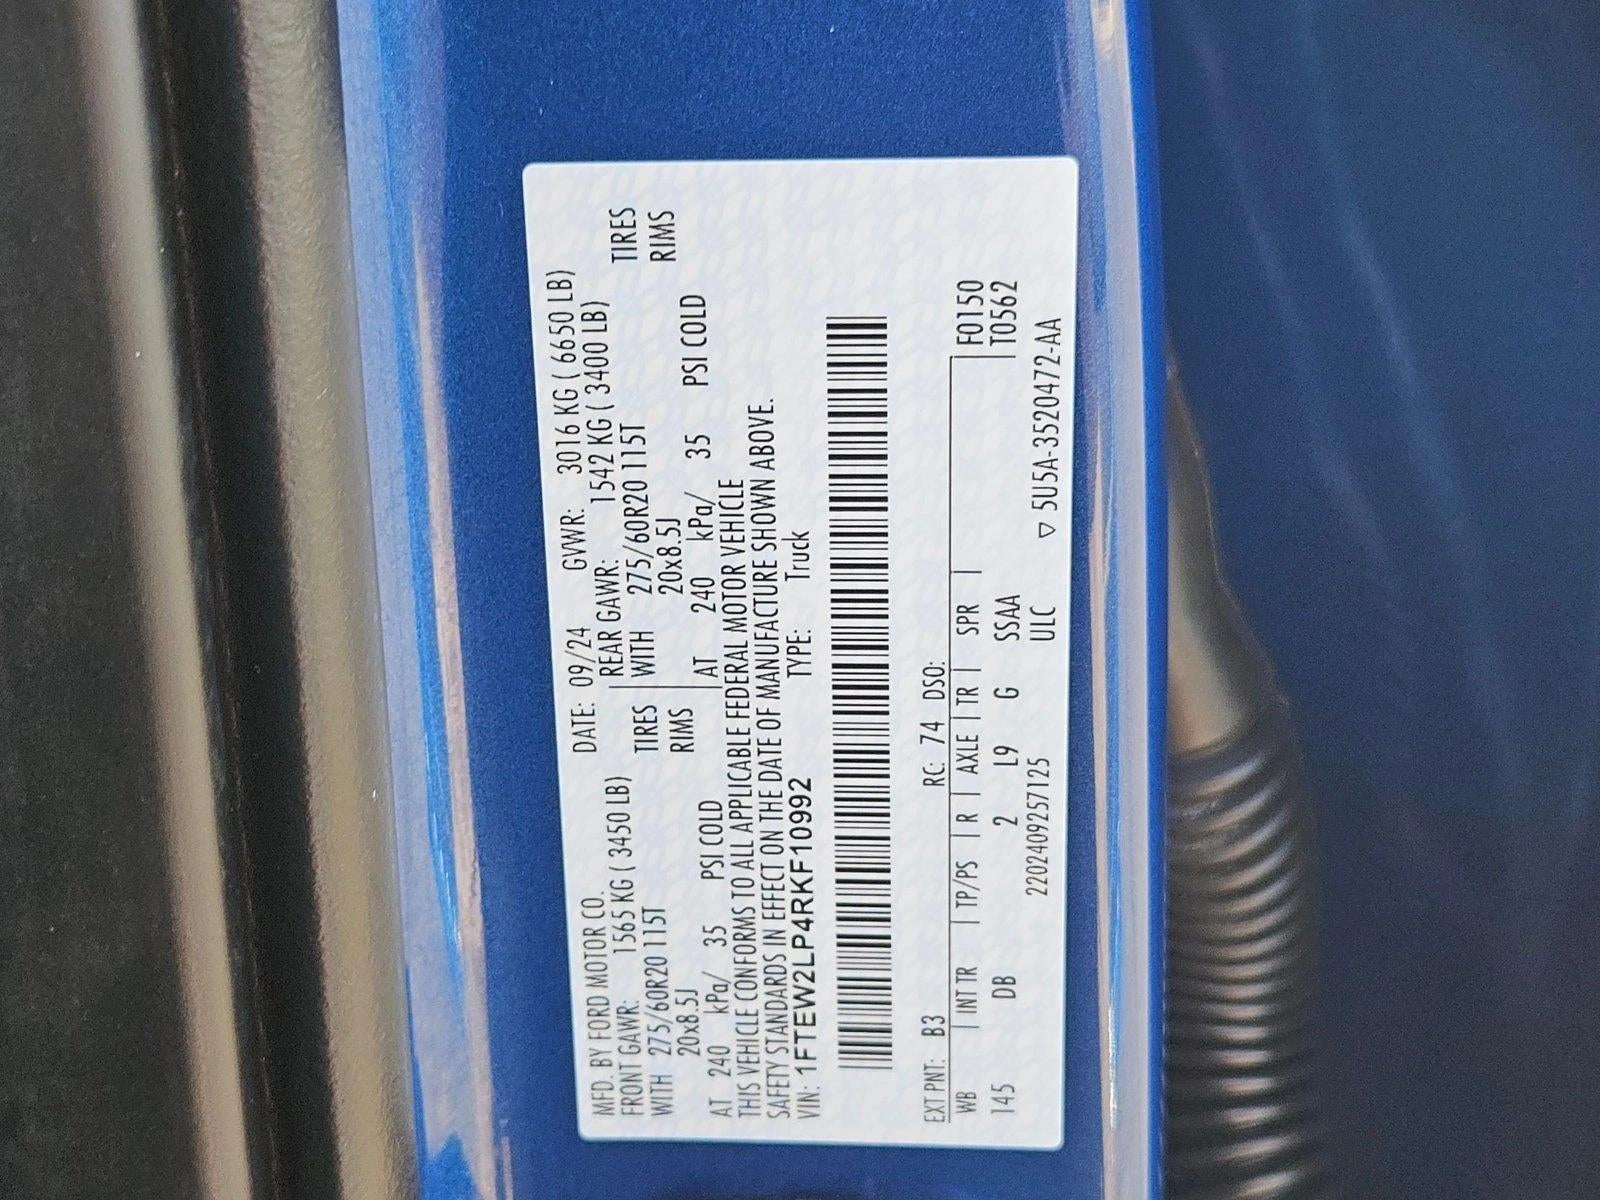 MFD. BY FORD MOTOR CO. DATE: 09/24 GVWR: 3016 KG ( 6650 LB)
FRONT GAWR: 1565 KG ( 3450 LB) REAR GAWR: 1542 KG ( 3400 LB)
WITH 275/60R20 115T TIRES WITH 275/60R20 115T TIRES
20x8.5J RIMS 20x8.5J RIMS
AT 240 kPa/ 35 PSI COLD AT 240 kPa/ 35 PSI COLD
THIS VEHICLE CONFORMS TO ALL APPLICABLE FEDERAL MOTOR VEHICLE
SAFETY STANDARDS IN EFFECT ON THE DATE OF MANUFACTURE SHOWN ABOVE.
VIN: 1FTEW2LP4RKF10992 TYPE: Truck
EXT PNT: B3 RC: 74 DSO:
WB INT TR TP/PS R AXLE TR SPR F0150
145 DB 2 L9 G SSAA T0562
2202409257125 ULC ▽ 5U5A-3520472-AA